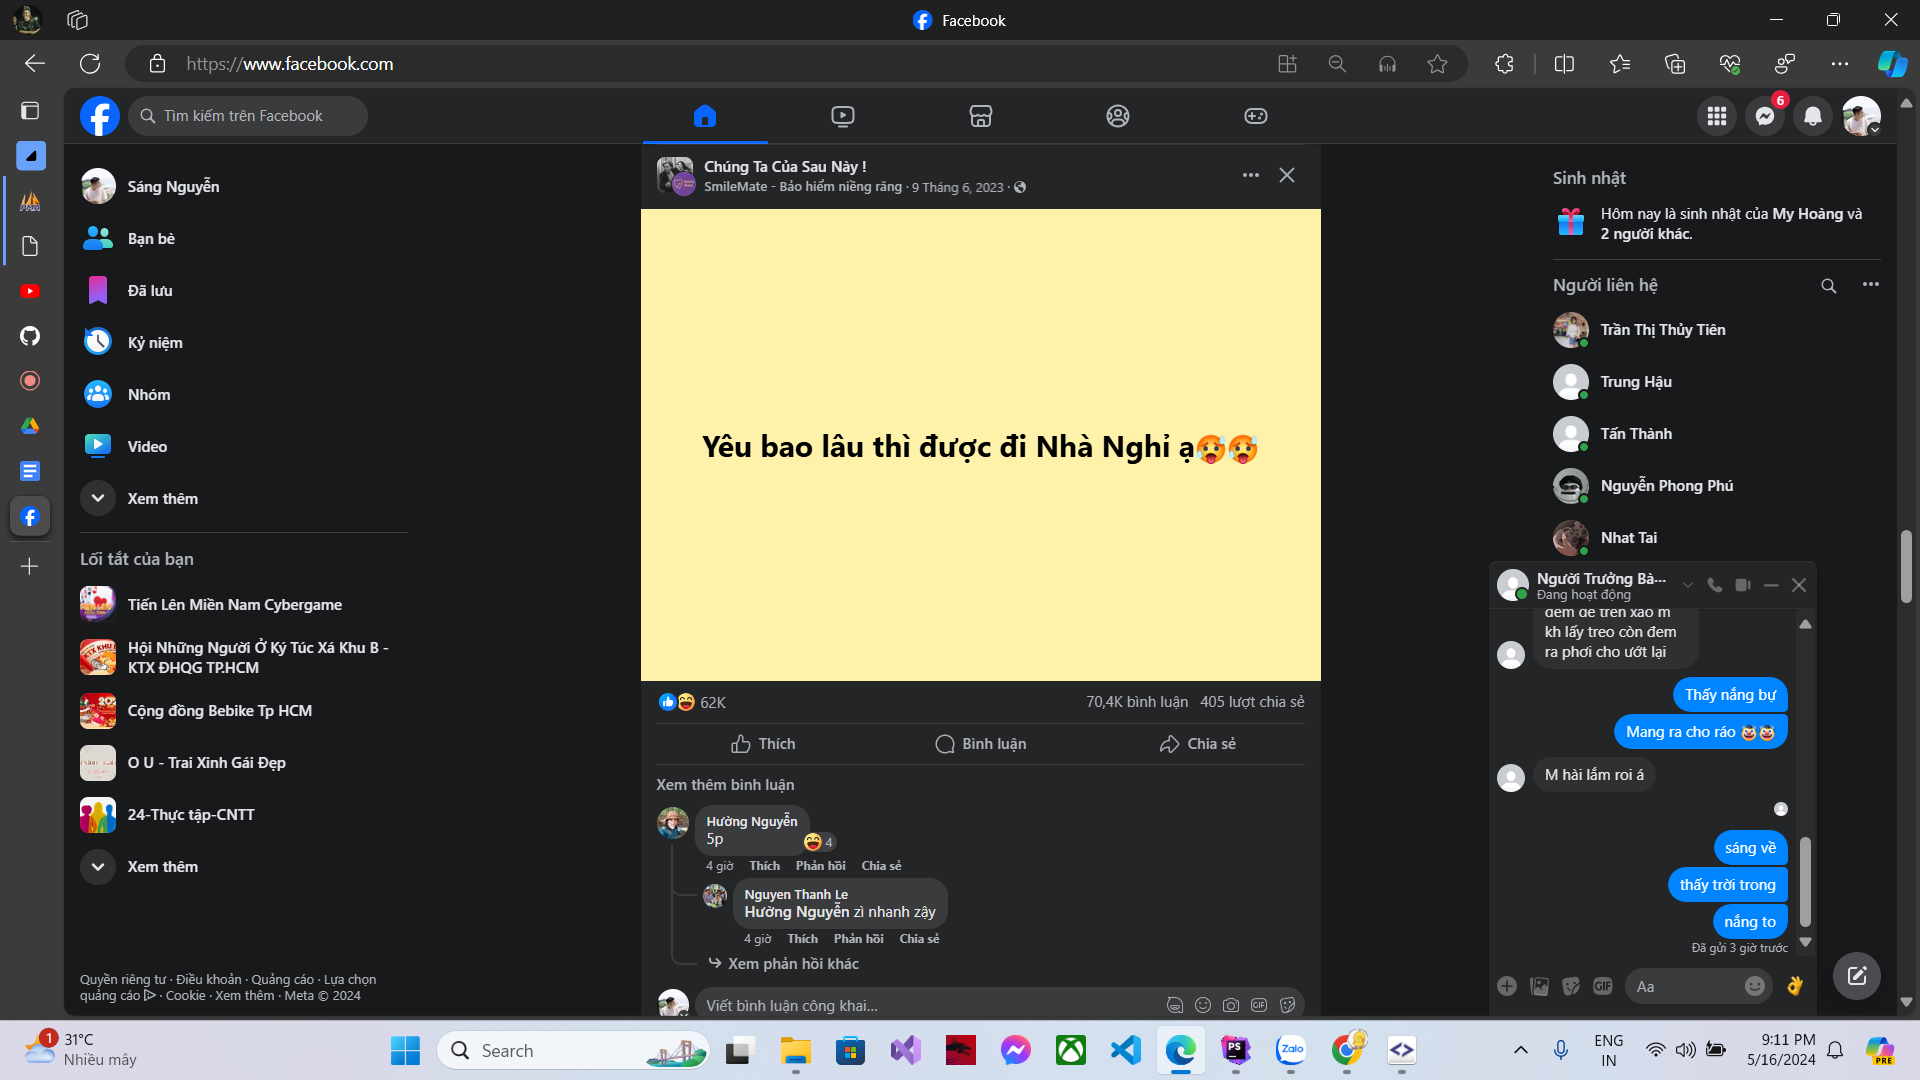 Facebook
https://www.facebook.com
Tìm kiếm trên Facebook
6
Sáng Nguyễn
Bạn bè
Đã lưu
Kỷ niệm
Nhóm
Video
Xem thêm
Lối tắt của bạn
Tiến Lên Miền Nam Cybergame
Hội Những Người Ở Ký Túc Xá Khu B -
KTX ĐHQG TP.HCM
Cộng đồng Bebike Tp HCM
O U - Trai Xinh Gái Đẹp
24-Thực tập-CNTT
Xem thêm
Quyền riêng tư · Điều khoản · Quảng cáo · Lựa chọn
quảng cáo · Cookie · Xem thêm · Meta © 2024
Chúng Ta Của Sau Này !
SmileMate - Bảo hiểm niềng răng · 9 Tháng 6, 2023 ·
Yêu bao lâu thì được đi Nhà Nghỉ ạ🥵🥵
62K
70,4K bình luận 405 lượt chia sẻ
Thích
Bình luận
Chia sẻ
Xem thêm bình luận
Hường Nguyễn
5p
4
4 giờ Thích Phản hồi Chia sẻ
Nguyen Thanh Le
Hường Nguyễn zì nhanh zậy
4 giờ Thích Phản hồi Chia sẻ
Xem phản hồi khác
Viết bình luận công khai...
GIF
Sinh nhật
Hôm nay là sinh nhật của My Hoàng và
2 người khác.
Người liên hệ
Trần Thị Thủy Tiên
Trung Hậu
Tấn Thành
Nguyễn Phong Phú
Nhat Tai
Người Trưởng Bà...
Đang hoạt động
đem để trên xào m
kh lấy treo còn đem
ra phơi cho ướt lại
Thấy nắng bự
Mang ra cho ráo 🤡🤡
M hài lắm roi á
sáng về
thấy trời trong
nắng to
Đã gửi 3 giờ trước
GIF
Aa
1
31°C
Nhiều mây
Search
PS
Zalo
ENG
IN
9:11 PM
5/16/2024
PRE